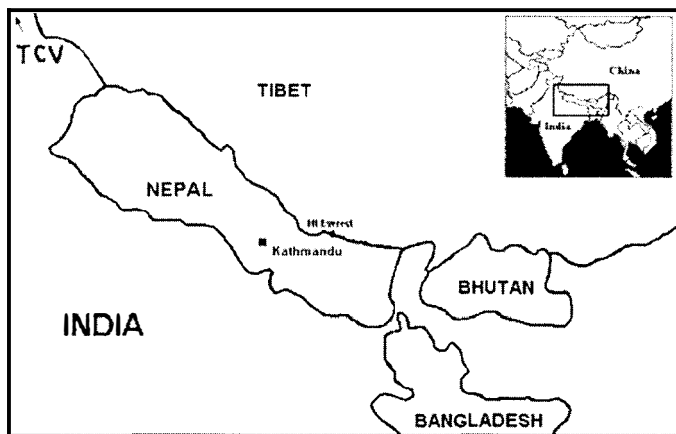 TCV
TIBET
China
India
NEPAL
Mt Everest
Kathmandu
BHUTAN
INDIA
BANGLADESH